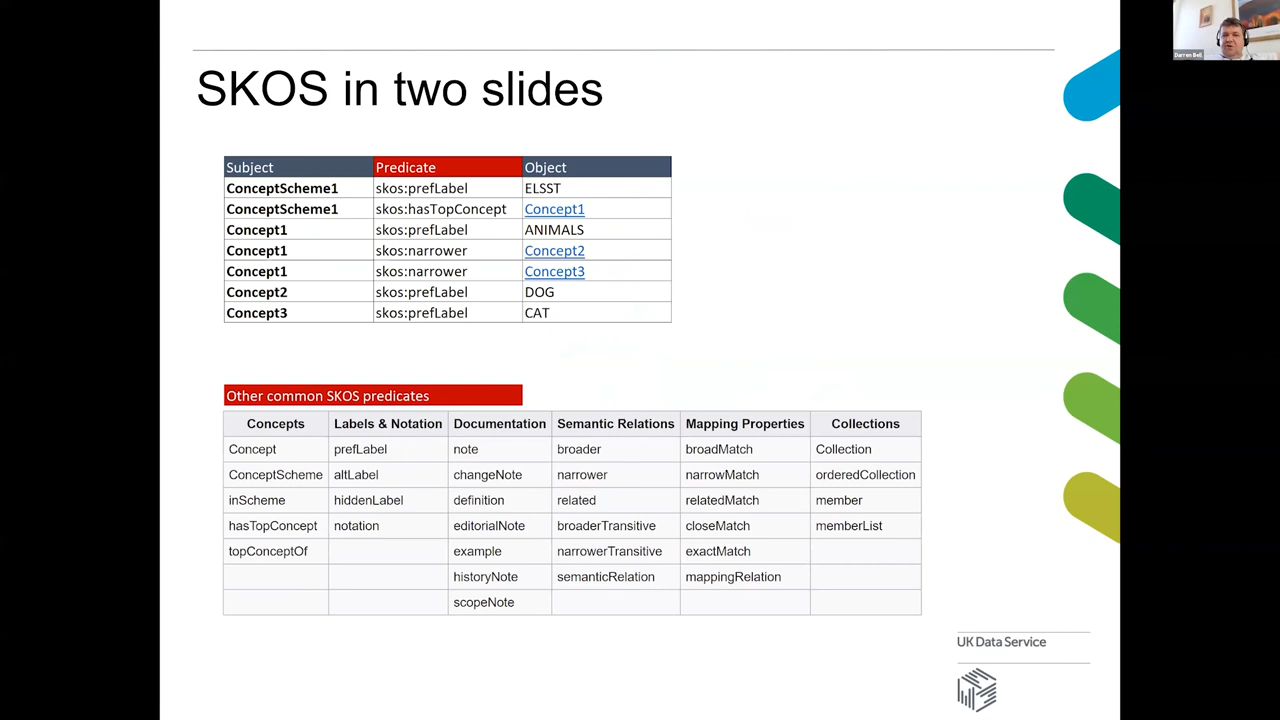 Darren Bell
SKOS in two slides
Subject Predicate Object
ConceptScheme1 skos:prefLabel ELSST
ConceptScheme1 skos:hasTopConcept Concept1
Concept1 skos:prefLabel ANIMALS
Concept1 skos:narrower Concept2
Concept1 skos:narrower Concept3
Concept2 skos:prefLabel DOG
Concept3 skos:prefLabel CAT
Other common SKOS predicates
Concepts Labels & Notation Documentation Semantic Relations Mapping Properties Collections
Concept prefLabel note broader broadMatch Collection
ConceptScheme altLabel changeNote narrower narrowMatch orderedCollection
inScheme hiddenLabel definition related relatedMatch member
hasTopConcept notation editorialNote broaderTransitive closeMatch memberList
topConceptOf example narrowerTransitive exactMatch
historyNote semanticRelation mappingRelation
scopeNote
UK Data Service